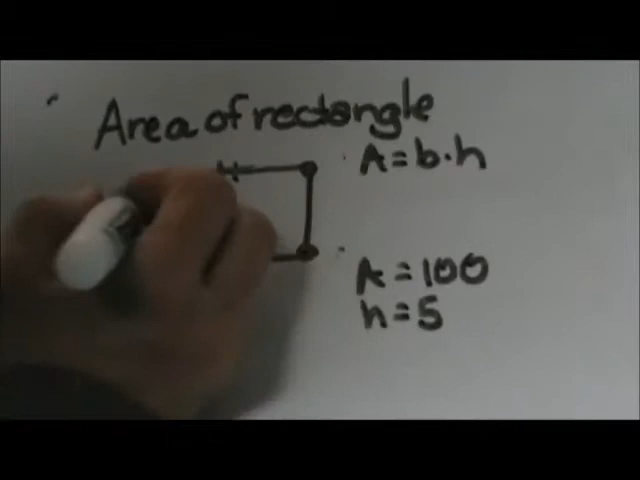 Area of rectangle
A = b·h
A = 100
h = 5